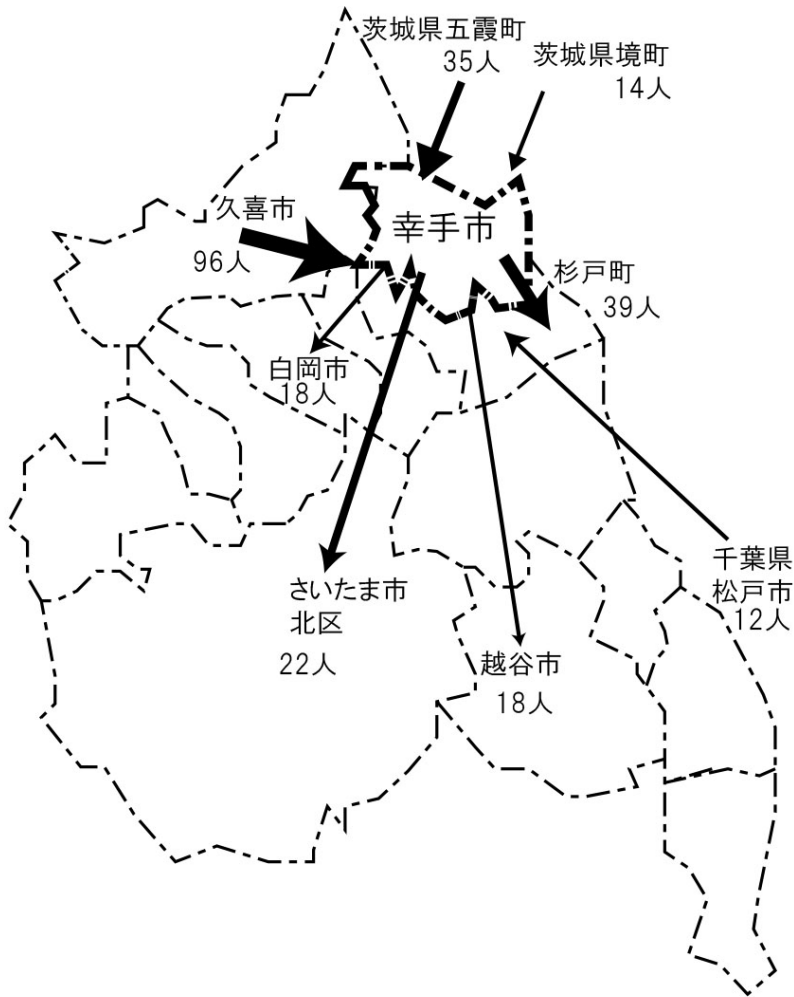 茨城県五霞町
35人
茨城県境町
14人
久喜市
96人
幸手市
杉戸町
39人
白岡市
18人
さいたま市
北区
22人
越谷市
18人
千葉県
松戸市
12人